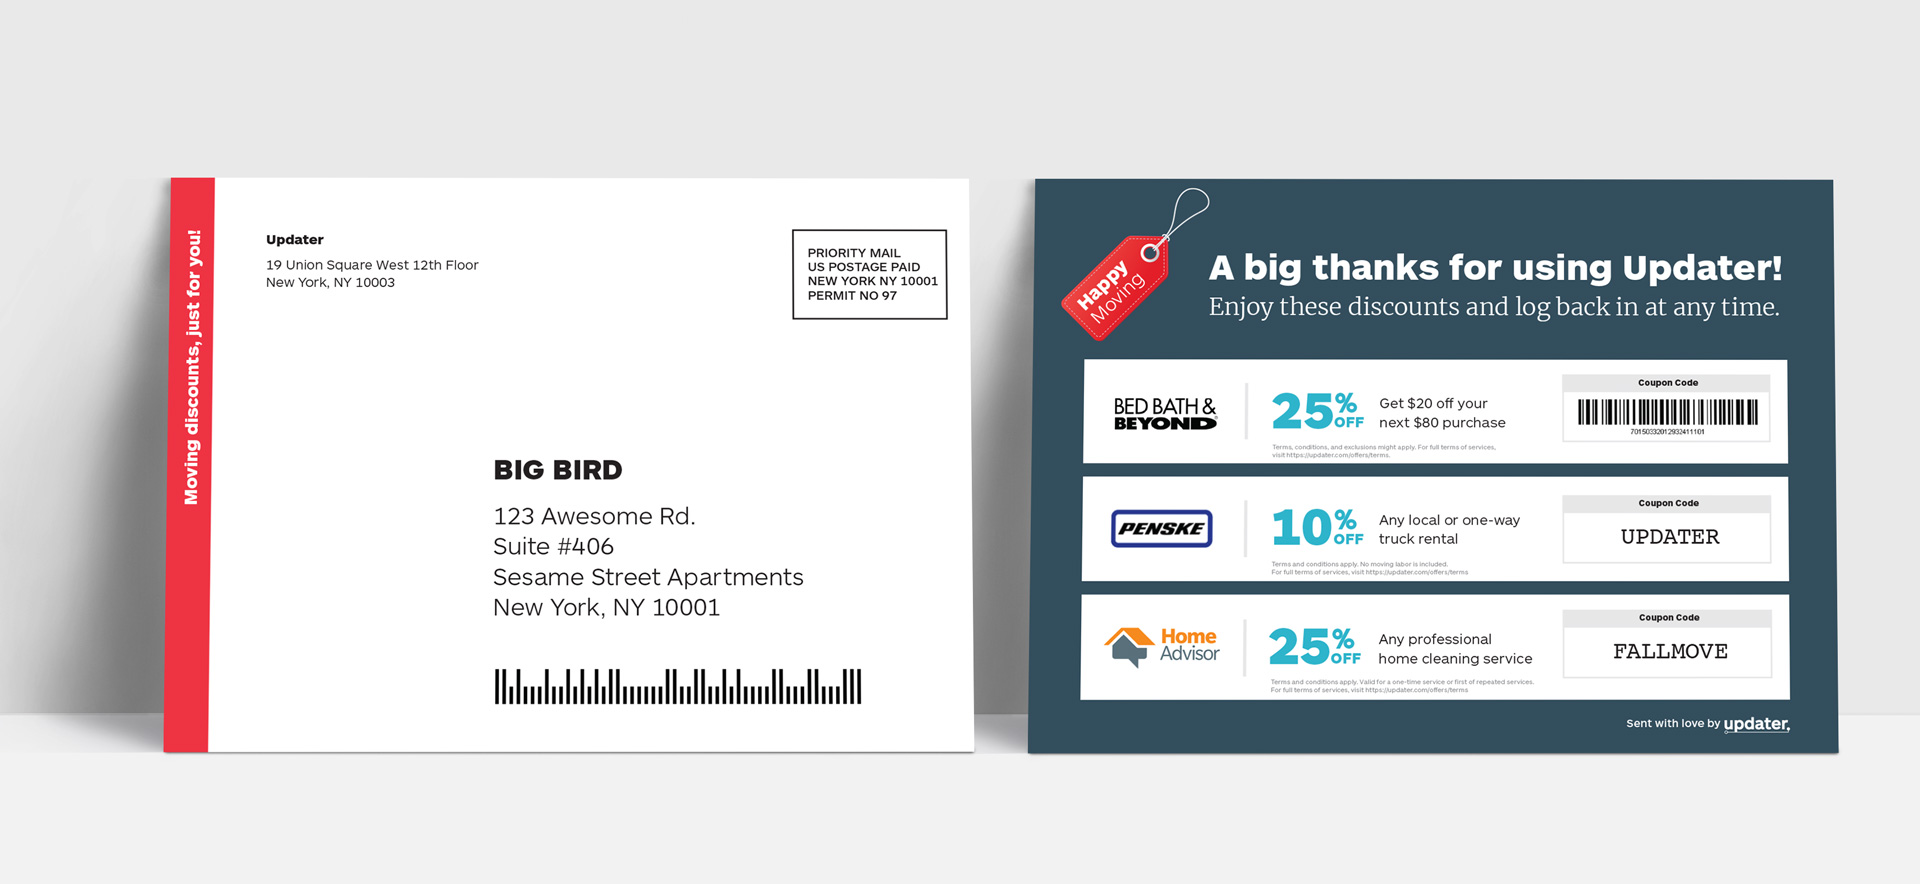 Moving discounts, just for you!
Updater
19 Union Square West 12th Floor
New York, NY 10003
PRIORITY MAIL
US POSTAGE PAID
NEW YORK NY 10001
PERMIT NO 97
BIG BIRD
123 Awesome Rd.
Suite #406
Sesame Street Apartments
New York, NY 10001
Happy
Moving
A big thanks for using Updater!
Enjoy these discounts and log back in at any time.
BED BATH &
BEYOND
25% OFF
Get $20 off your
next $80 purchase
Terms, conditions, and exclusions might apply. For full terms of services,
visit https://updater.com/offers/terms.
Coupon Code
70150332012932411101
PENSKE
10% OFF
Any local or one-way
truck rental
Terms and conditions apply. No moving labor is included.
For full terms of services, visit https://updater.com/offers/terms
Coupon Code
UPDATER
Home
Advisor
25% OFF
Any professional
home cleaning service
Terms and conditions apply. Valid for a one-time service or first of repeated services.
For full terms of services, visit https://updater.com/offers/terms
Coupon Code
FALLMOVE
Sent with love by updater.